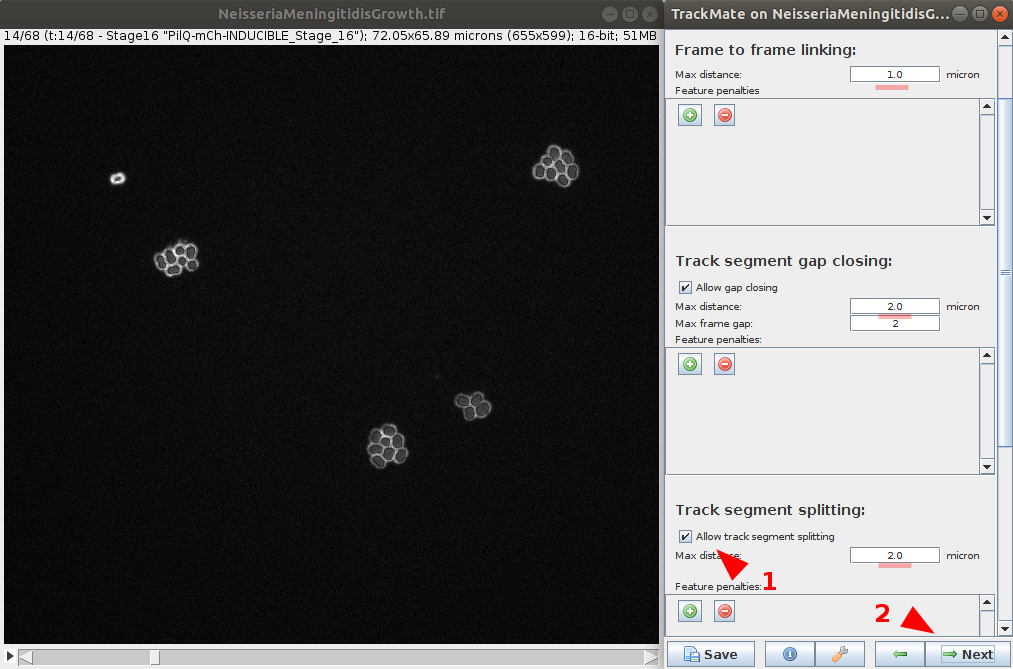 NeisseriaMeningitidisGrowth.tif
14/68 (t:14/68 - Stage16 "PilQ-mCh-INDUCIBLE_Stage_16"); 72.05x65.89 microns (655x599); 16-bit; 51MB
TrackMate on NeisseriaMeningitidisG...
Frame to frame linking:
Max distance: 1.0 micron
Feature penalties
Track segment gap closing:
Allow gap closing
Max distance: 2.0 micron
Max frame gap: 2
Feature penalties:
Track segment splitting:
Allow track segment splitting
Max distance: 2.0 micron
1
Feature penalties:
2
Save
Next